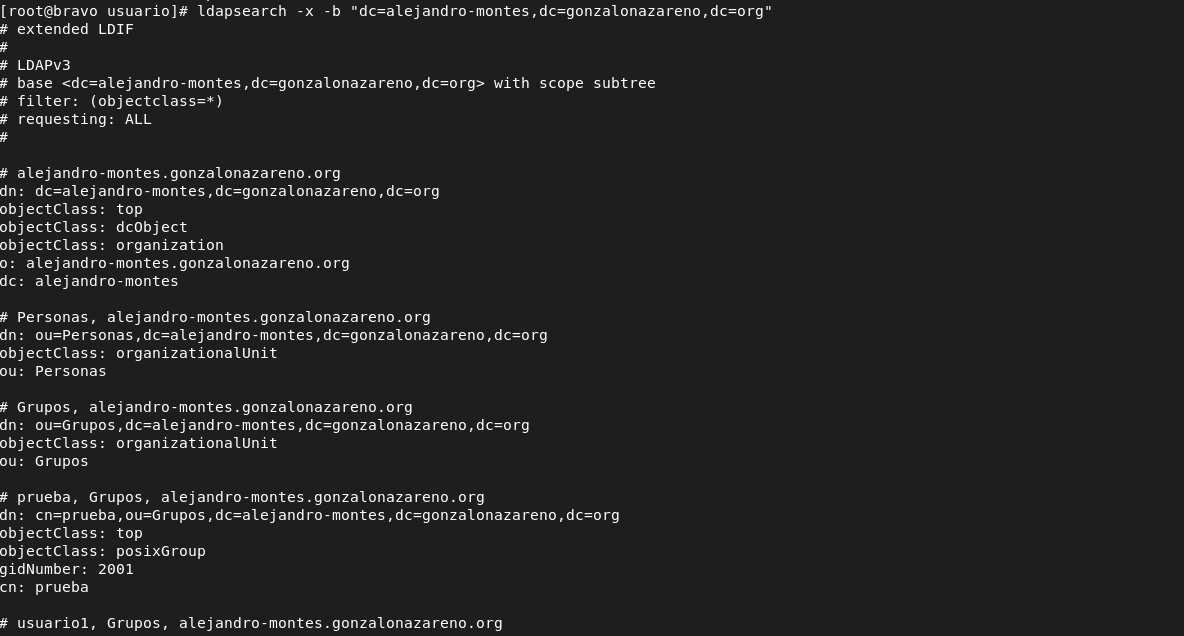 [root@bravo usuario]# ldapsearch -x -b "dc=alejandro-montes,dc=gonzalonazareno,dc=org"
# extended LDIF
#
# LDAPv3
# base <dc=alejandro-montes,dc=gonzalonazareno,dc=org> with scope subtree
# filter: (objectclass=*)
# requesting: ALL
#

# alejandro-montes.gonzalonazareno.org
dn: dc=alejandro-montes,dc=gonzalonazareno,dc=org
objectClass: top
objectClass: dcObject
objectClass: organization
o: alejandro-montes.gonzalonazareno.org
dc: alejandro-montes

# Personas, alejandro-montes.gonzalonazareno.org
dn: ou=Personas,dc=alejandro-montes,dc=gonzalonazareno,dc=org
objectClass: organizationalUnit
ou: Personas

# Grupos, alejandro-montes.gonzalonazareno.org
dn: ou=Grupos,dc=alejandro-montes,dc=gonzalonazareno,dc=org
objectClass: organizationalUnit
ou: Grupos

# prueba, Grupos, alejandro-montes.gonzalonazareno.org
dn: cn=prueba,ou=Grupos,dc=alejandro-montes,dc=gonzalonazareno,dc=org
objectClass: top
objectClass: posixGroup
gidNumber: 2001
cn: prueba

# usuario1, Grupos, alejandro-montes.gonzalonazareno.org